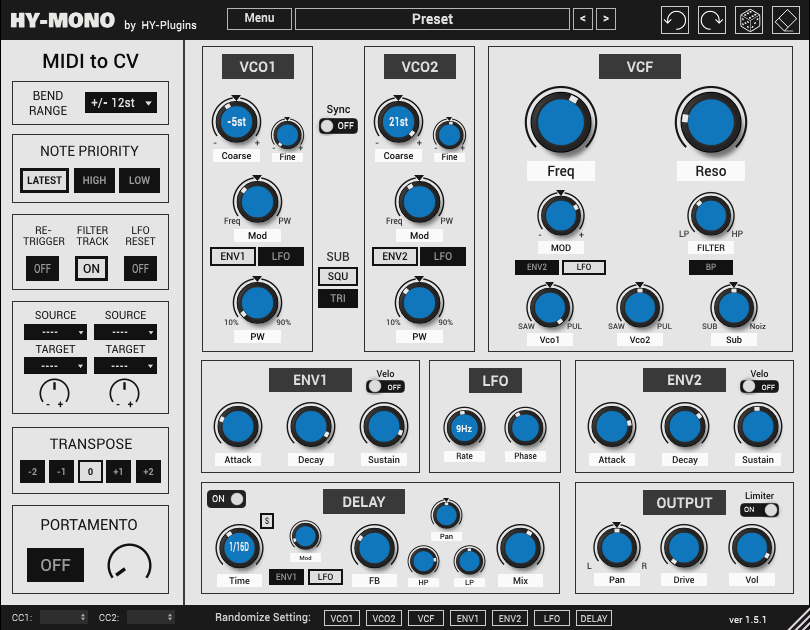 HY-MONO by HY-Plugins
Menu
Preset
< >
MIDI to CV
BEND
RANGE
+/- 12st
NOTE PRIORITY
LATEST HIGH LOW
RE-
TRIGGER
FILTER
TRACK
LFO
RESET
OFF ON OFF
SOURCE SOURCE
---- ----
TARGET TARGET
---- ----
- + - +
TRANSPOSE
-2 -1 0 +1 +2
PORTAMENTO
OFF
VCO1
-5st
- +
Coarse
- +
Fine
Freq PW
Mod
ENV1 LFO
10% 90%
PW
Sync
OFF
SUB
SQU
TRI
VCO2
21st
- +
Coarse
- +
Fine
Freq PW
Mod
ENV2 LFO
10% 90%
PW
VCF
Freq
Reso
- +
MOD
LP HP
FILTER
ENV2 LFO
BP
SAW PUL
Vco1
SAW PUL
Vco2
SUB Noiz
Sub
ENV1
Velo
OFF
Attack Decay Sustain
LFO
9Hz
Rate Phase
ENV2
Velo
OFF
Attack Decay Sustain
ON
DELAY
S
1/16D
Time
Mod
ENV1 LFO
FB
Pan
HP LP
Mix
OUTPUT
Limiter
ON
L R
Pan Drive Vol
CC1: CC2:
Randomize Setting: VCO1 VCO2 VCF ENV1 ENV2 LFO DELAY
ver 1.5.1